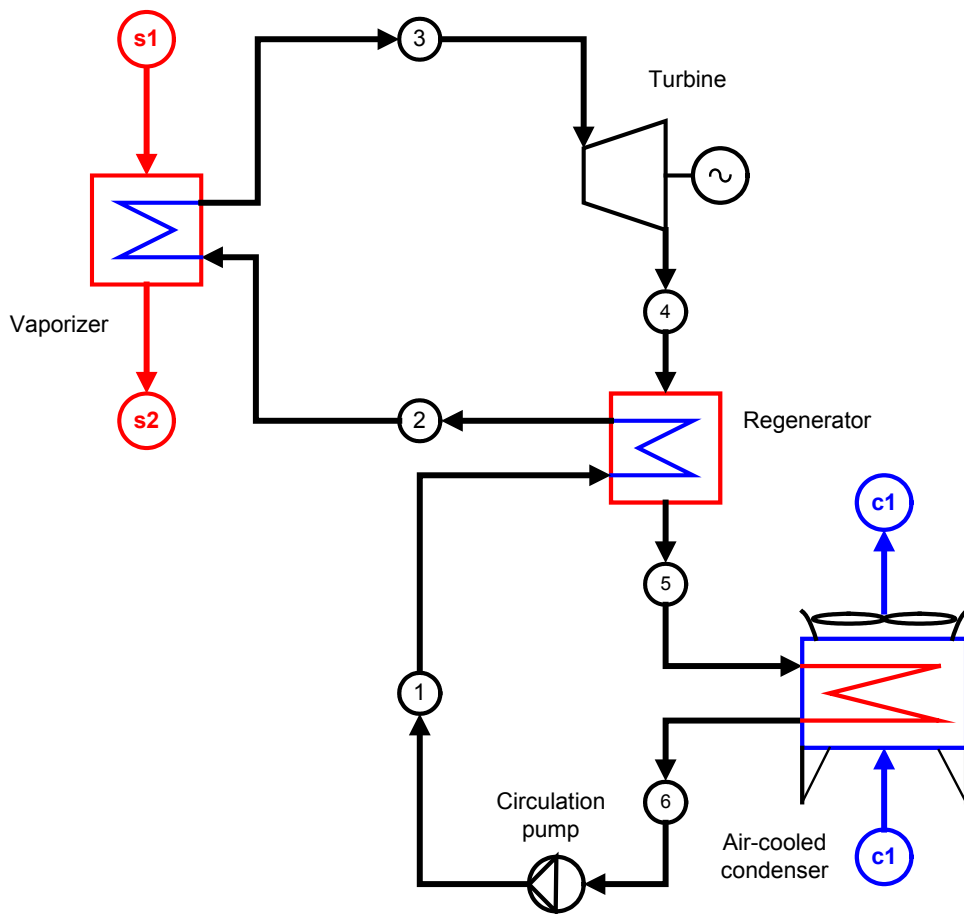 s1
3
Turbine
Vaporizer
4
s2
2
Regenerator
c1
5
1
6
Circulation
pump
Air-cooled
condenser
c1